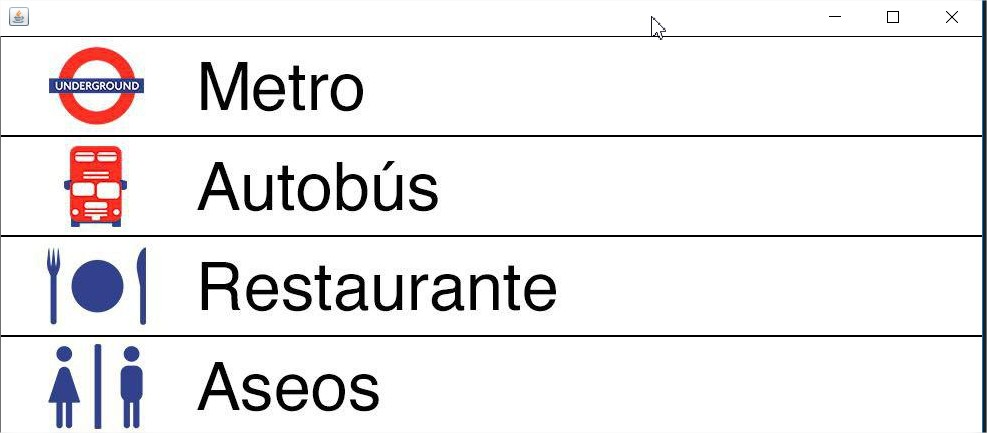 UNDERGROUND
Metro
Autobús
Restaurante
Aseos